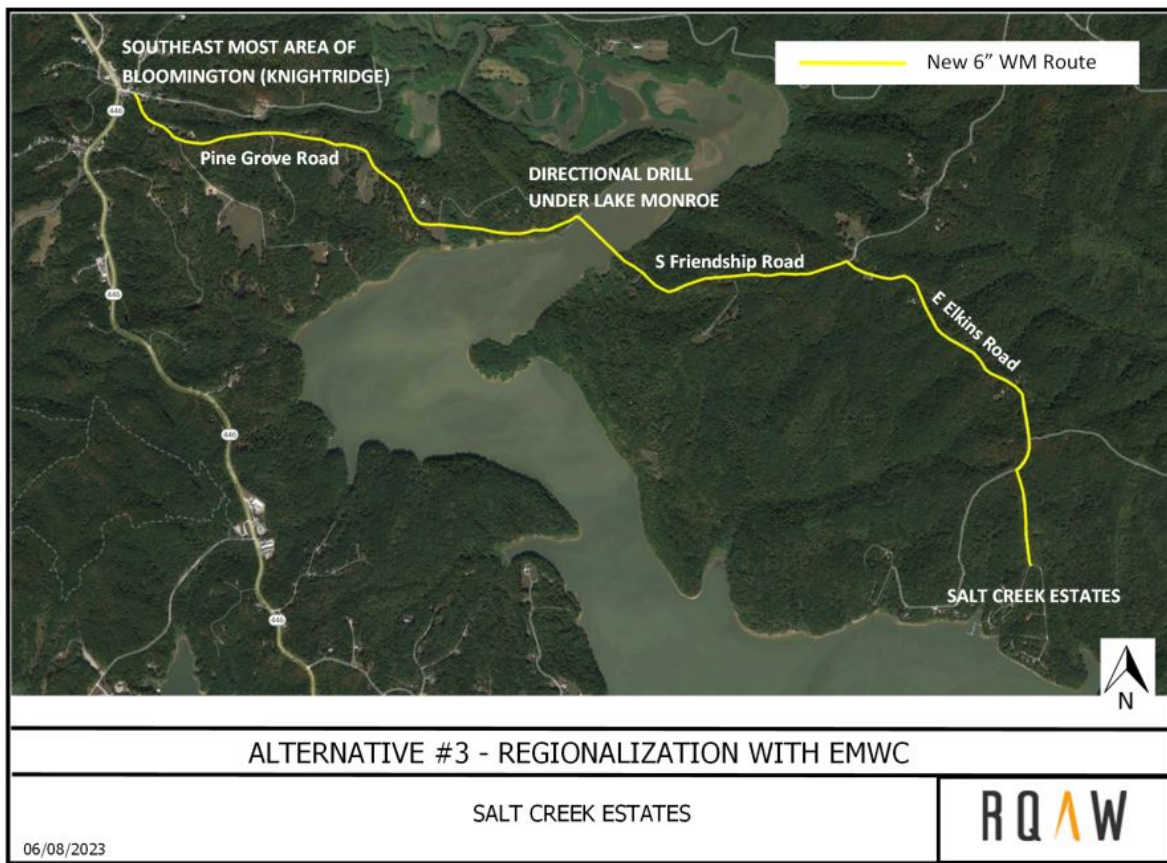 SOUTHEAST MOST AREA OF
BLOOMINGTON (KNIGHTRIDGE)
New 6” WM Route
446
Pine Grove Road
DIRECTIONAL DRILL
UNDER LAKE MONROE
S Friendship Road
446
E Elkins Road
446
446
SALT CREEK ESTATES
446
N
ALTERNATIVE #3 - REGIONALIZATION WITH EMWC
SALT CREEK ESTATES
RQAW
06/08/2023